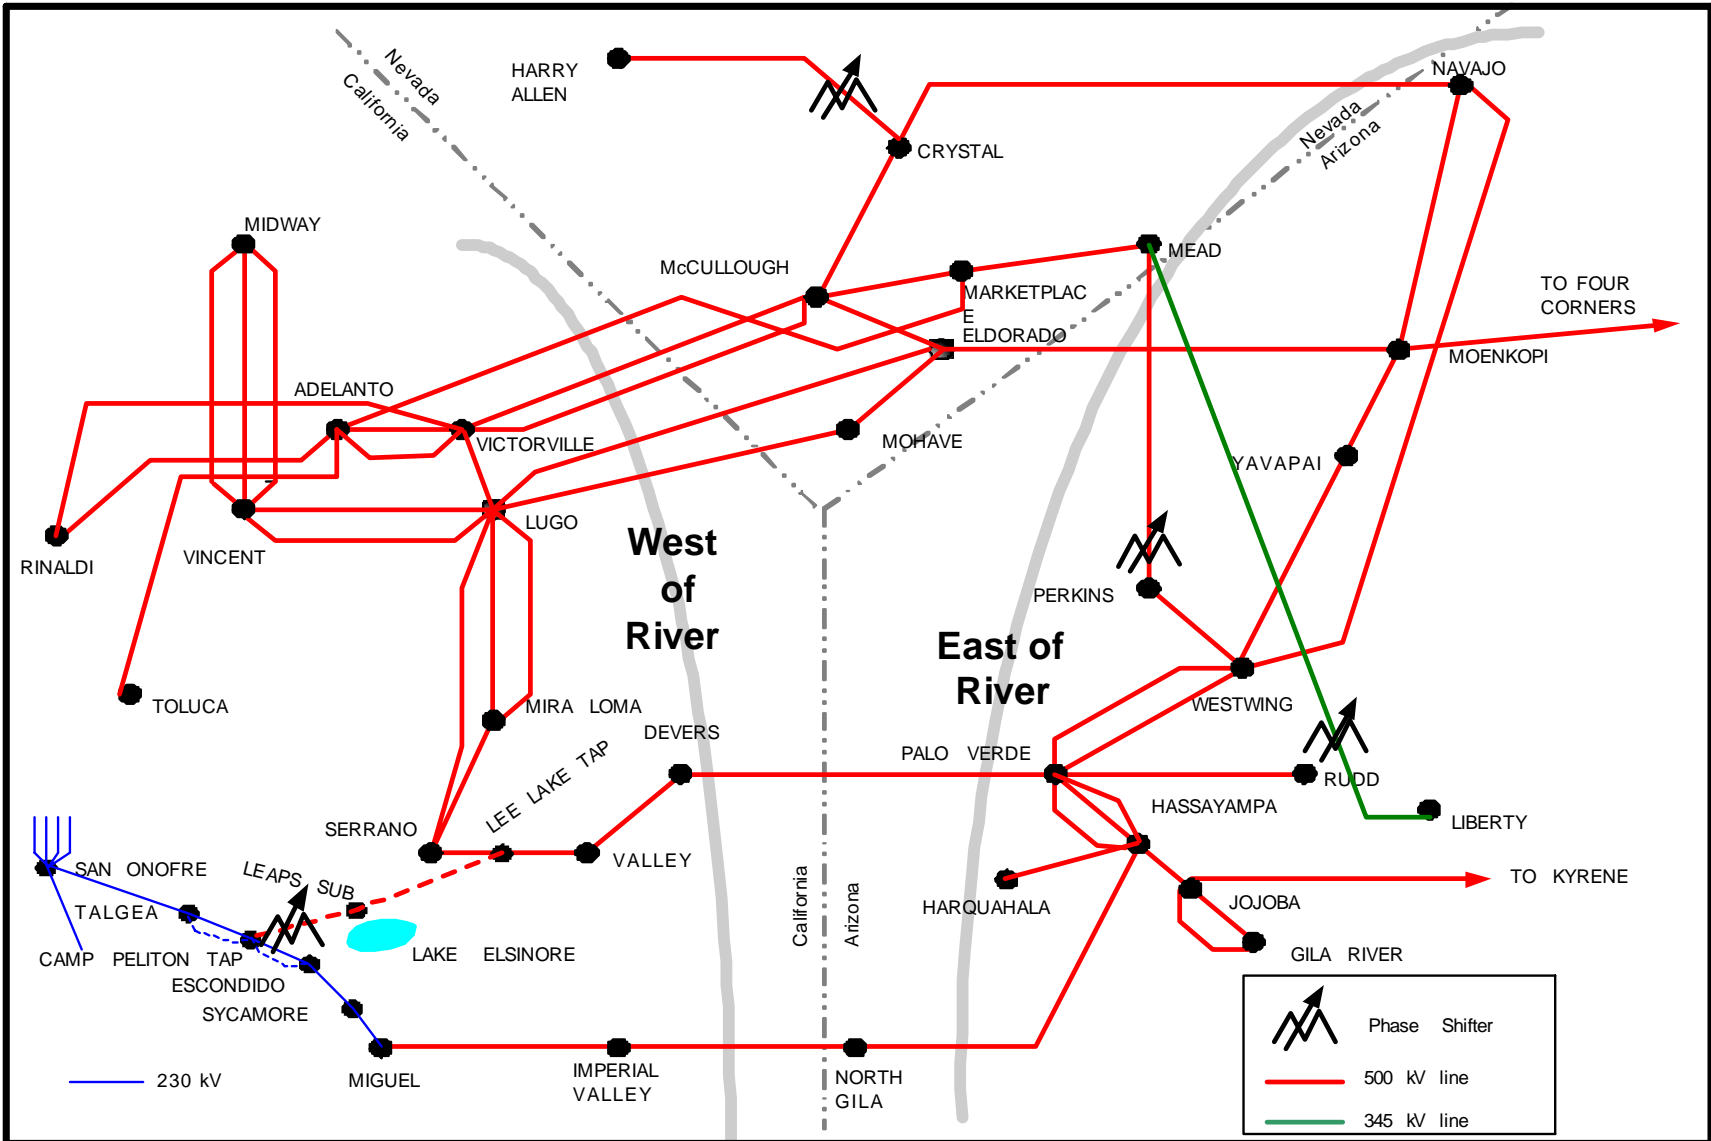 HARRY
ALLEN
Nevada
California
NAVAJO
Nevada
Arizona
CRYSTAL
MIDWAY
McCULLOUGH
MEAD
MARKETPLAC
E
ELDORADO
TO FOUR
CORNERS
MOENKOPI
ADELANTO
VICTORVILLE
MOHAVE
YAVAPAI
LUGO
VINCENT
RINALDI
West
of
River
PERKINS
East of
River
TOLUCA
MIRA LOMA
WESTWING
DEVERS
LEE LAKE TAP
PALO VERDE
RUDD
HASSAYAMPA
LIBERTY
SERRANO
VALLEY
SAN ONOFRE
LEAPS SUB
TALGEA
HARQUAHALA
JOJOBA
TO KYRENE
California
Arizona
CAMP PELITON TAP
LAKE ELSINORE
GILA RIVER
ESCONDIDO
SYCAMORE
230 kV
MIGUEL
IMPERIAL
VALLEY
NORTH
GILA
Phase Shifter
500 kV line
345 kV line